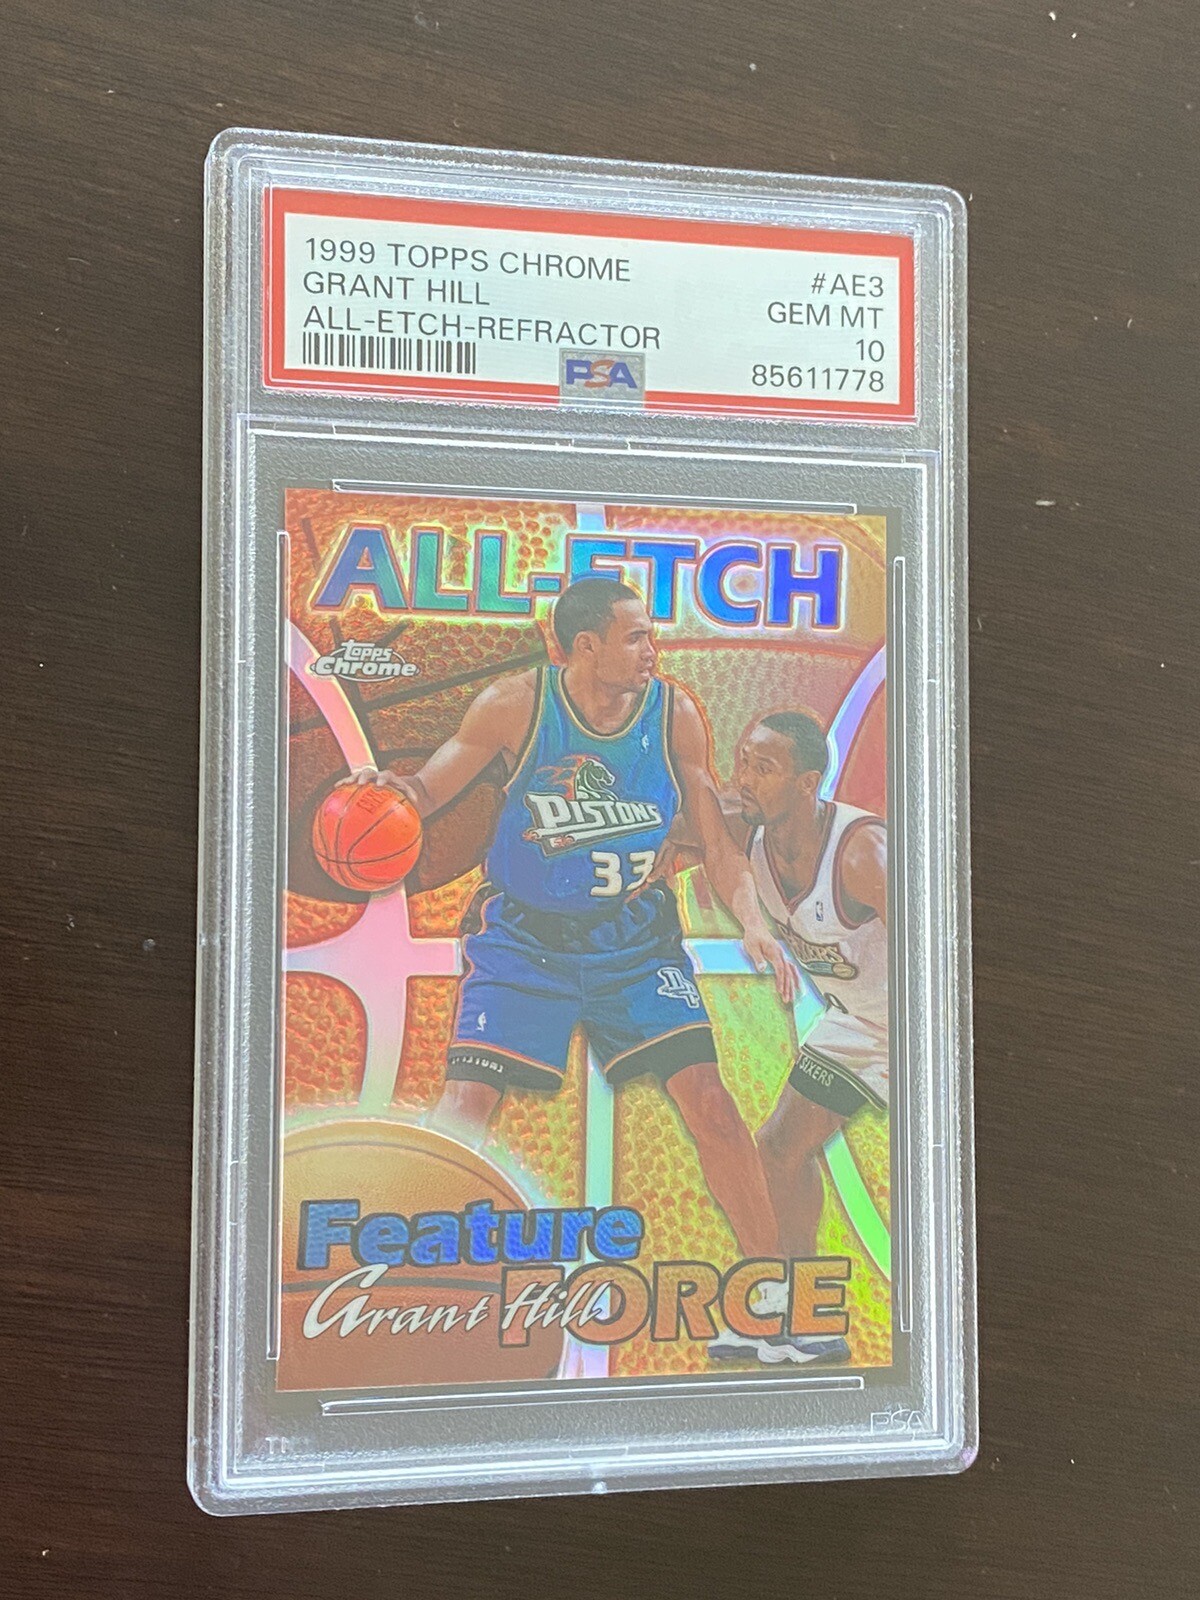 1999 TOPPS CHROME #AE3
GRANT HILL GEM MT
ALL-ETCH-REFRACTOR 10
PSA 85611778
ALL-ETCH
Topps
Chrome
PISTONS
33
SIXERS
Feature
FORCE
Grant Hill
PSA